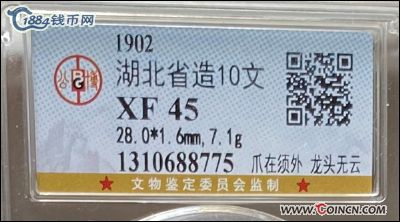 1884钱币网
1902
公博
湖北省造10文
XF 45
28.0*1.6mm,7.1g
1310688775 爪在须外 龙头无云
★ 文物鉴定委员会监制 ★
www.COINCN.COM